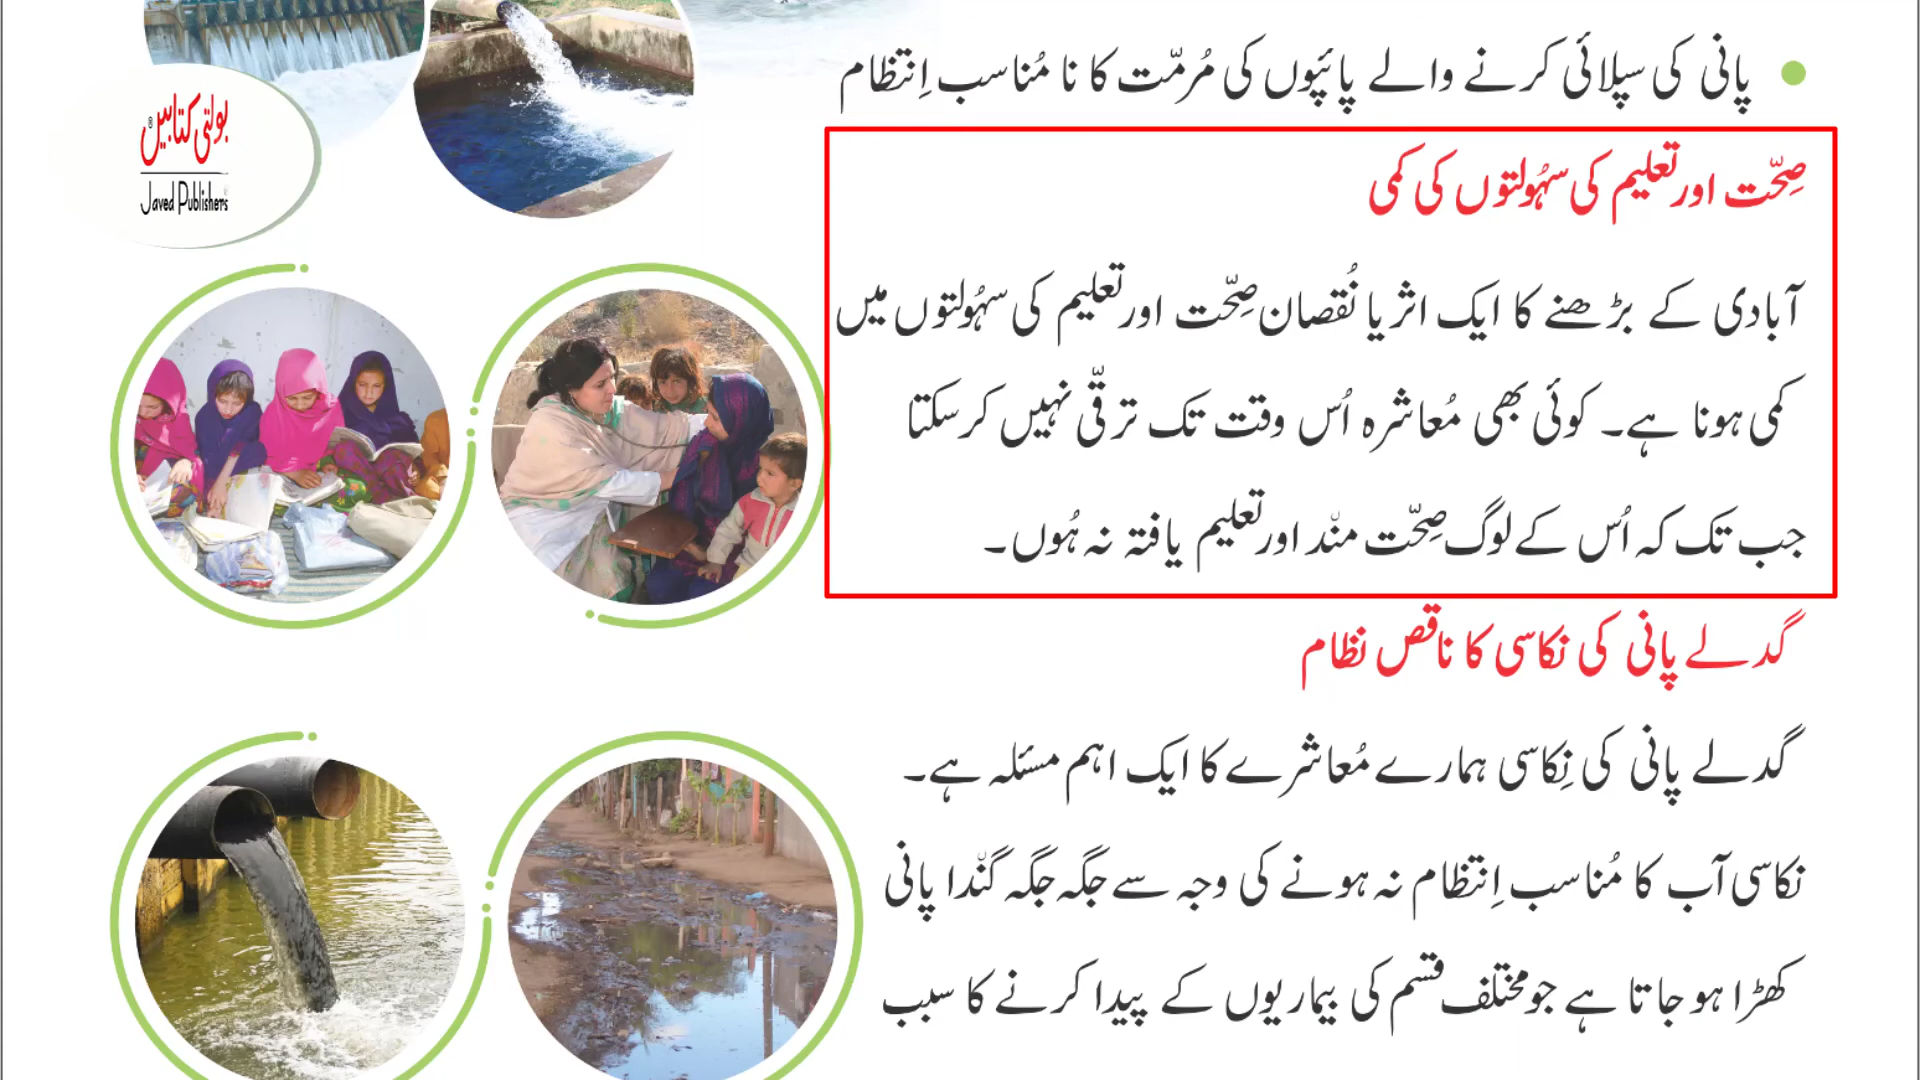 پانی کی سپلائی کرنے والے پائپوں کی مُرمّت کا نا مُناسب اِنتظام
بولتی کتابیں
Javed Publishers
صِحّت اور تعلیم کی سہُولتوں کی کمی
آبادی کے بڑھنے کا ایک اثر یا نُقصان صِحّت اور تعلیم کی سہُولتوں میں
کمی ہونا ہے۔ کوئی بھی مُعاشرہ اُس وقت تک ترقّی نہیں کر سکتا
جب تک کہ اُس کے لوگ صِحّت مند اور تعلیم یافتہ نہ ہُوں۔
گدلے پانی کی نکاسی کا ناقص نظام
گدلے پانی کی نِکاسی ہمارے مُعاشرے کا ایک اہم مسئلہ ہے۔
نکاسی آب کا مُناسب اِنتظام نہ ہونے کی وجہ سے جگہ جگہ گندا پانی
کھڑا ہو جاتا ہے جو مختلف قسم کی بیماریوں کے پیدا کرنے کا سبب